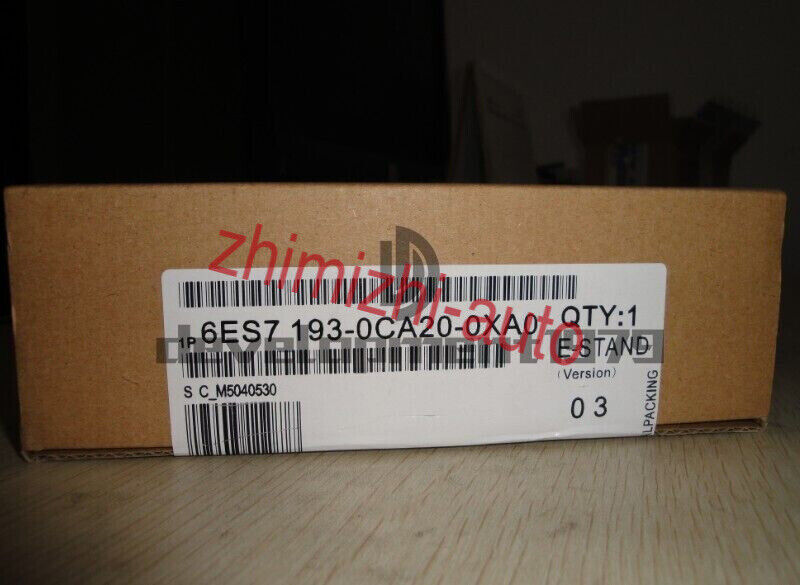 zhimizhi-auto
1P 6ES7 193-0CA20-0XA0 QTY:1
E-STAND
(Version)
S C_M5040530
03
LPACKING